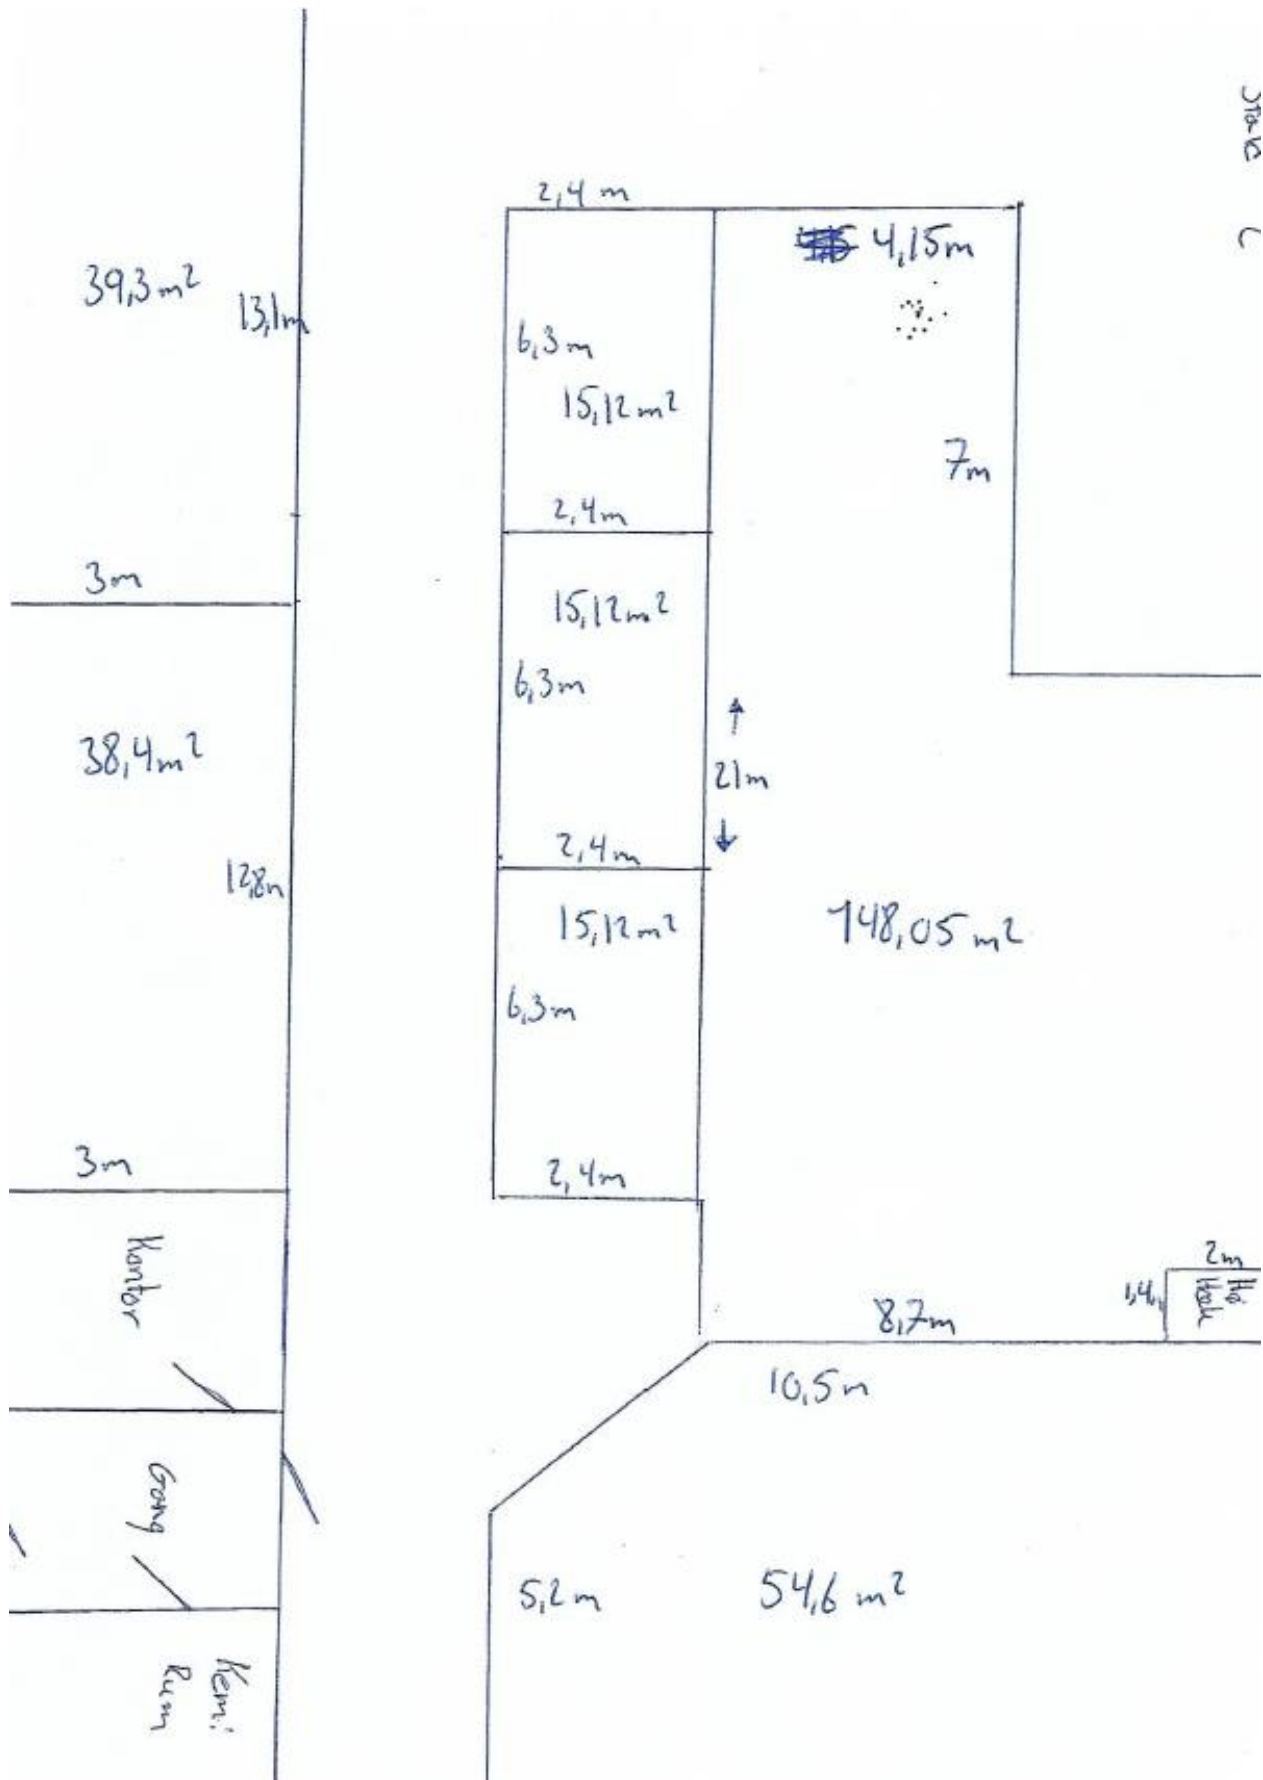 2,4 m
4,15m
39,3m²
13,1m
6,3m
15,12m²
7m
2,4m
3m
15,12m²
6,3m
38,4m²
21m
2,4m
12,8m
15,12m²
148,05m²
6,3m
3m
2,4m
Kontor
2m
1,4
8,7m
10,5m
Gang
5,2m
54,6 m²
Kemi
Rum